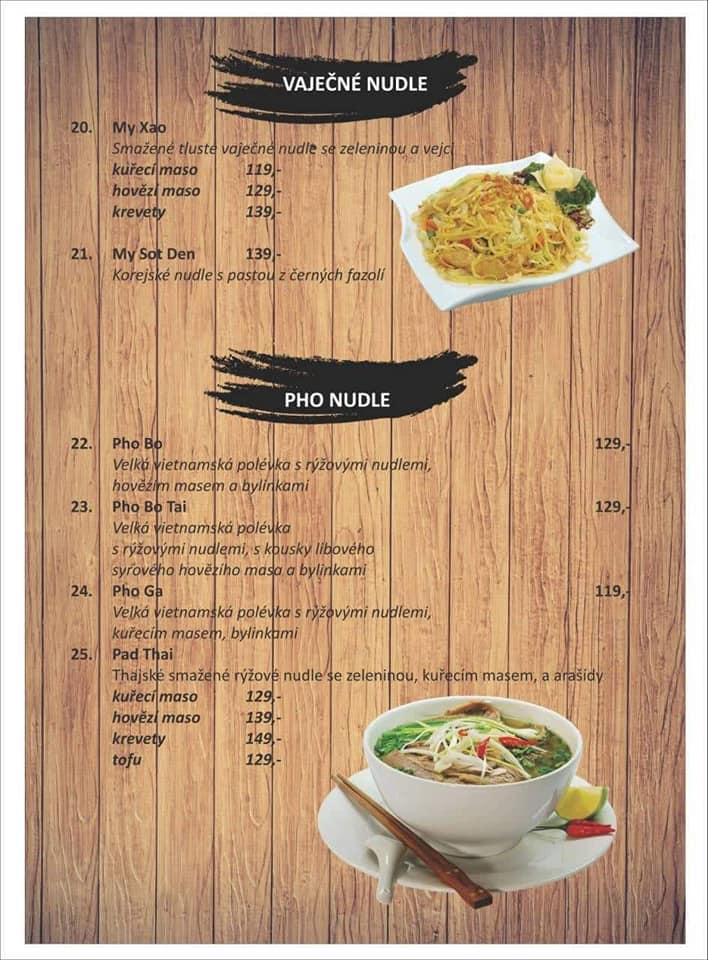 VAJEČNÉ NUDLE
20. My Xao
Smažené tlusté vaječné nudle se zeleninou a vejci
kuřecí maso 119,-
hovězí maso 129,-
krevety 139,-
21. My Sot Den 139,-
Korejské nudle s pastou z černých fazolí
PHO NUDLE
22. Pho Bo 129,-
Velká vietnamská polévka s rýžovými nudlemi,
hovězím masem a bylinkami
23. Pho Bo Tai 129,-
Velká vietnamská polévka
s rýžovými nudlemi, s kousky libového
syrového hovězího masa a bylinkami
24. Pho Ga 119,-
Velká vietnamská polévka s rýžovými nudlemi,
kuřecím masem, bylinkami
25. Pad Thai
Thajské smažené rýžové nudle se zeleninou, kuřecím masem, a arašídy
kuřecí maso 129,-
hovězí maso 139,-
krevety 149,-
tofu 129,-